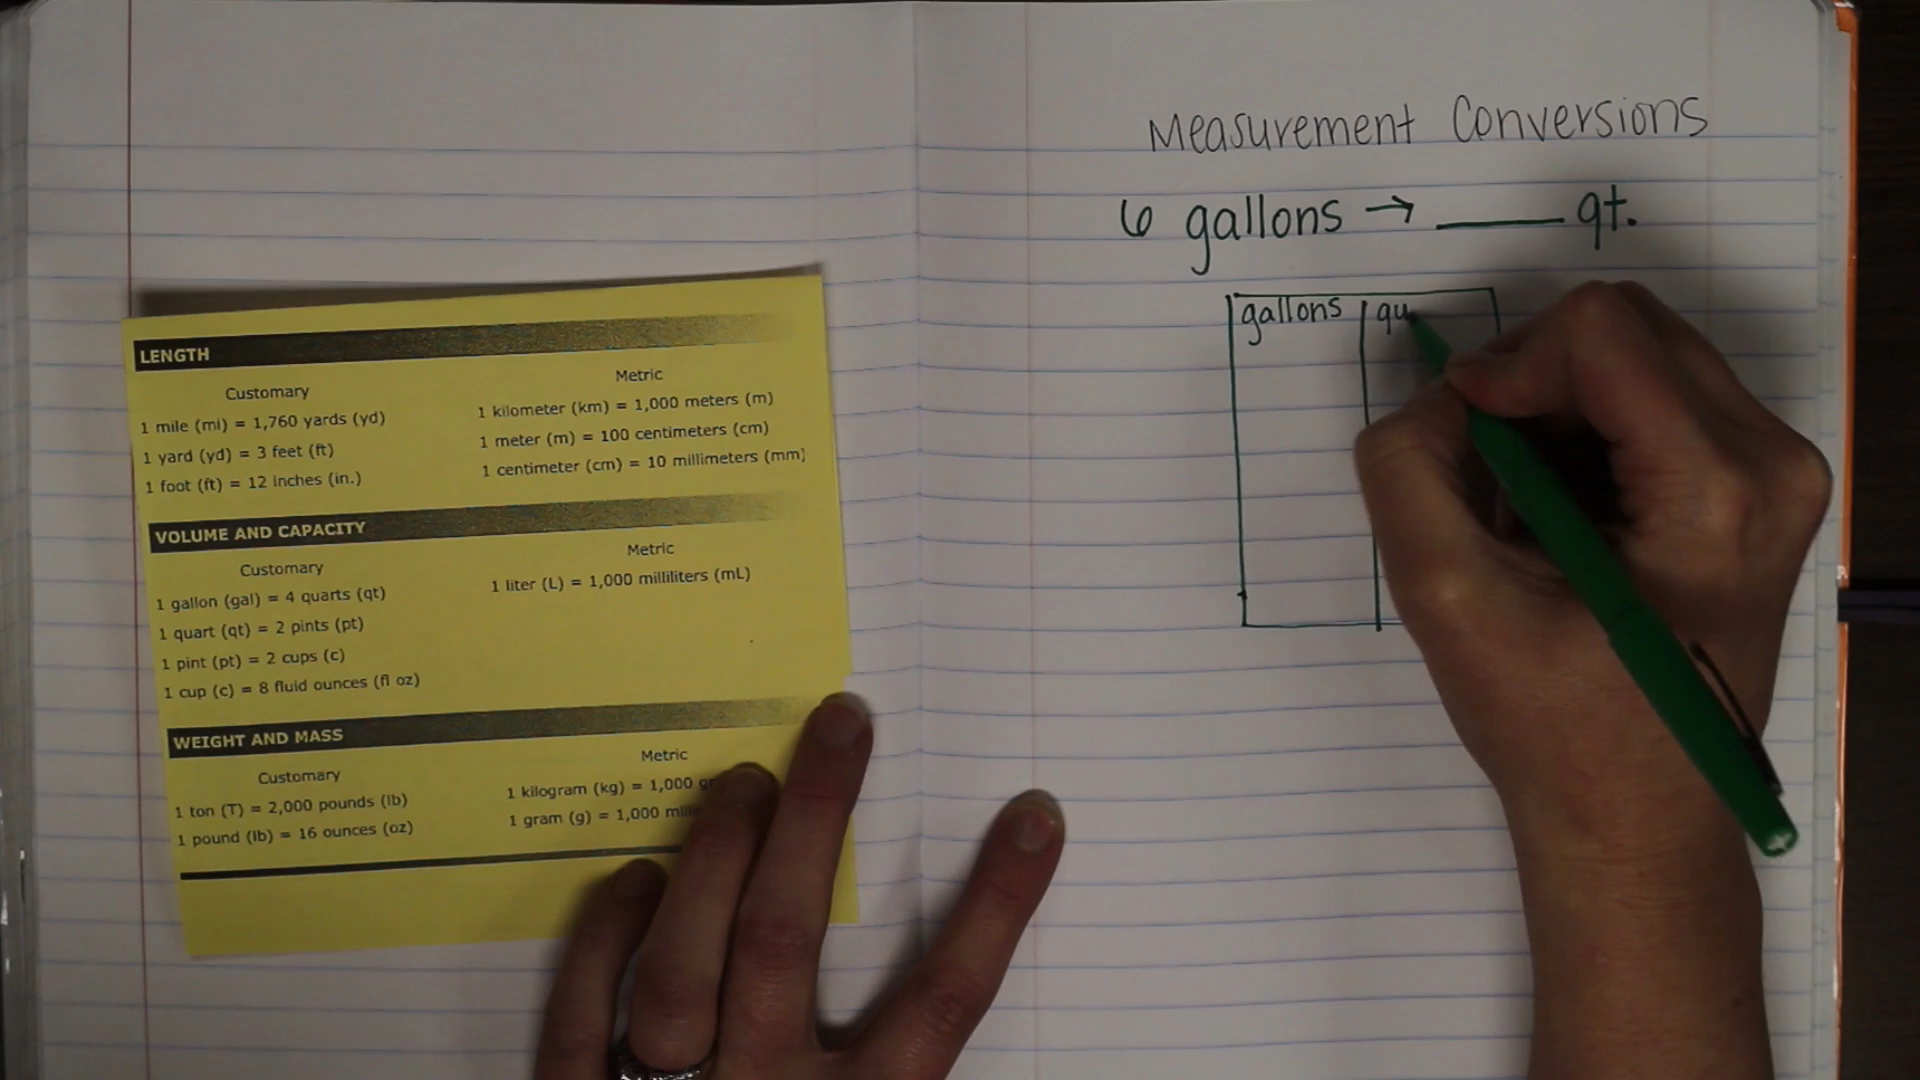 Measurement Conversions
6 gallons → ____ qt.
gallons qu
LENGTH
Customary
1 mile (mi) = 1,760 yards (yd)
1 yard (yd) = 3 feet (ft)
1 foot (ft) = 12 inches (in.)
Metric
1 kilometer (km) = 1,000 meters (m)
1 meter (m) = 100 centimeters (cm)
1 centimeter (cm) = 10 millimeters (mm)
VOLUME AND CAPACITY
Customary
1 gallon (gal) = 4 quarts (qt)
1 quart (qt) = 2 pints (pt)
1 pint (pt) = 2 cups (c)
1 cup (c) = 8 fluid ounces (fl oz)
Metric
1 liter (L) = 1,000 milliliters (mL)
WEIGHT AND MASS
Customary
1 ton (T) = 2,000 pounds (lb)
1 pound (lb) = 16 ounces (oz)
Metric
1 kilogram (kg) = 1,000
1 gram (g) = 1,000